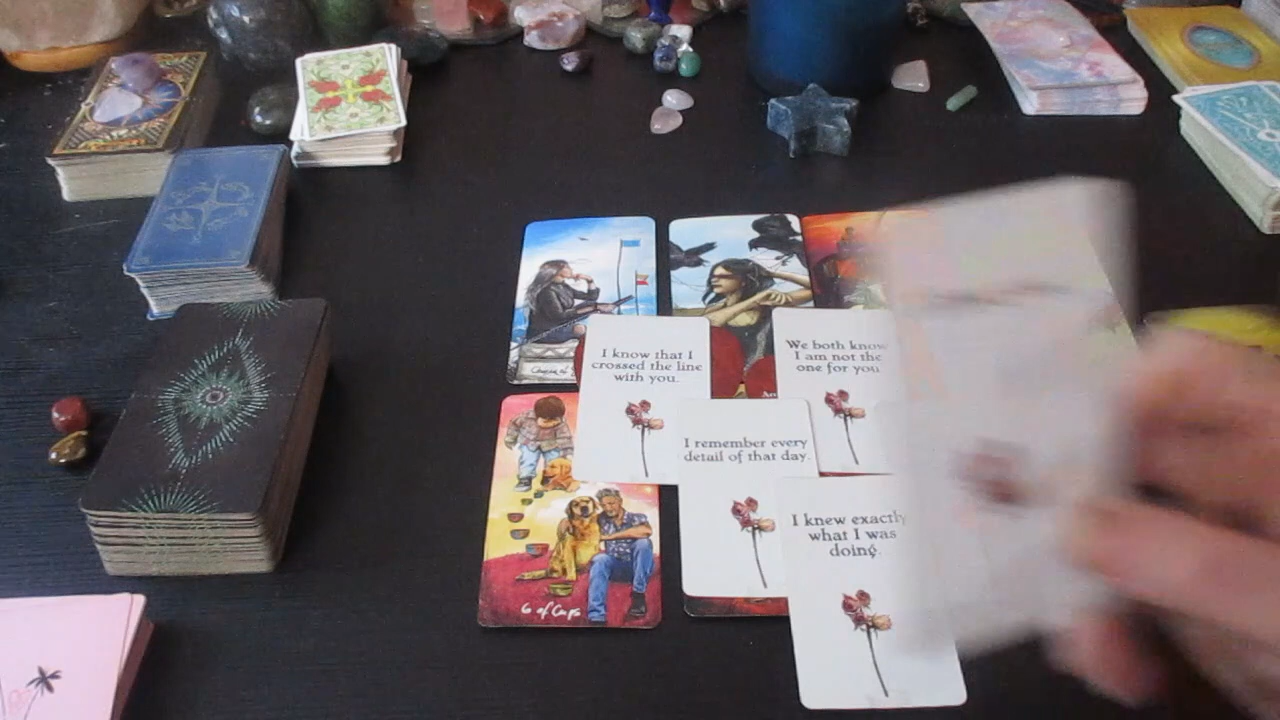 I know that I
crossed the line
with you.
We both know
I am not the
one for you
I remember every
detail of that day.
I knew exactly
what I was
doing.
6 of Cups